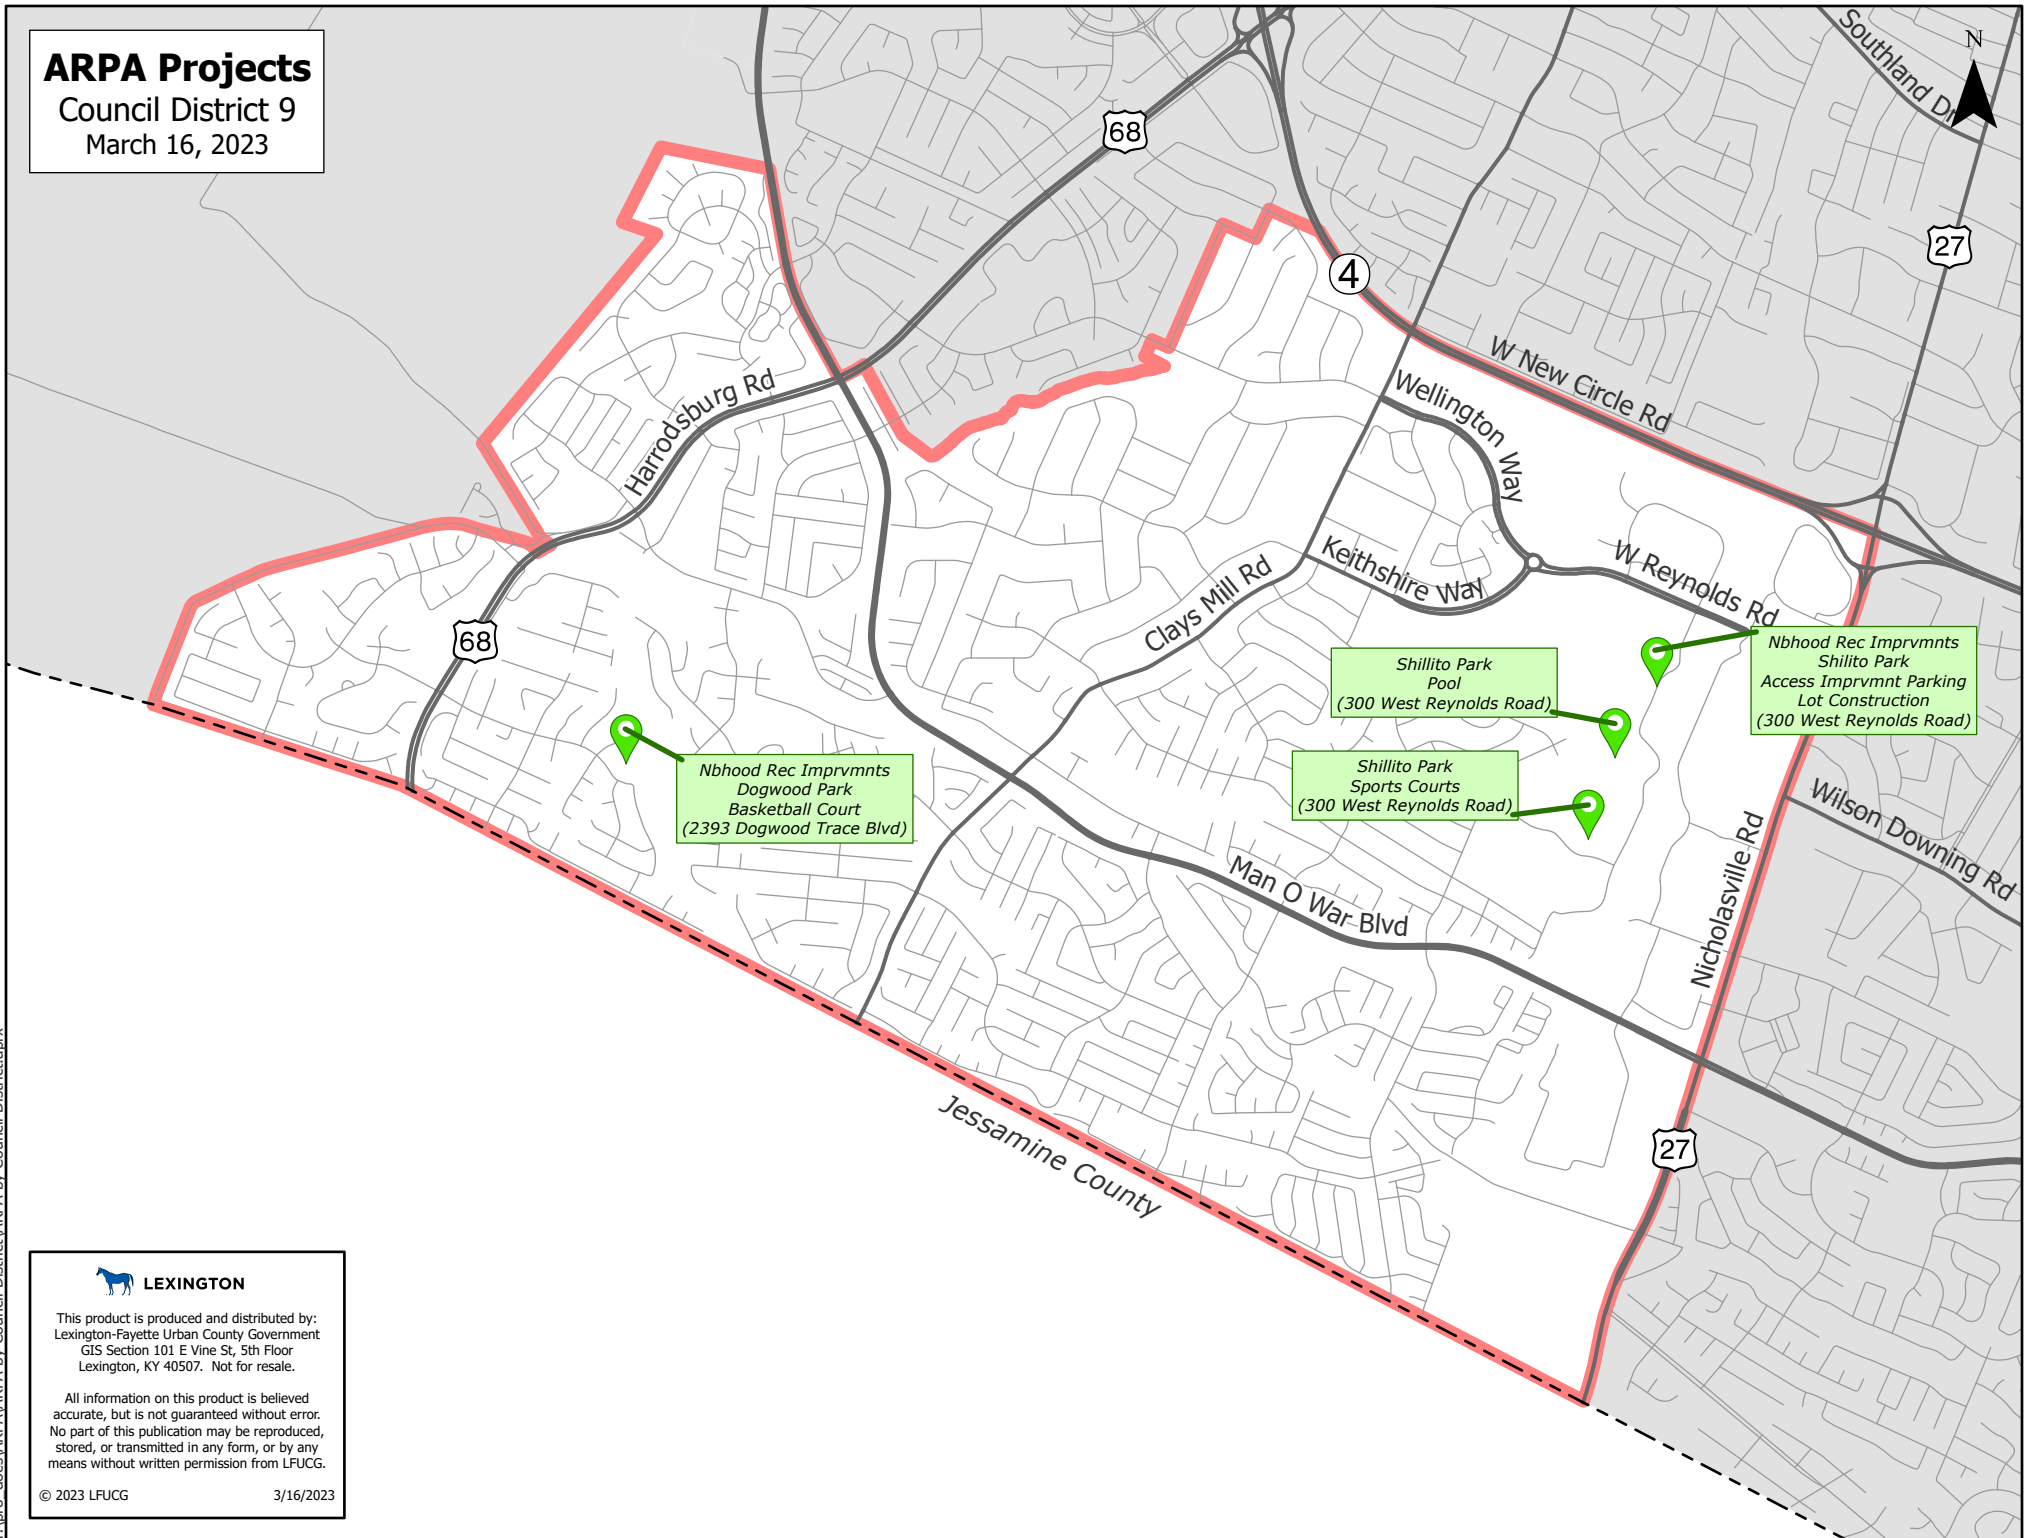 ARPA Projects
Council District 9
March 16, 2023
N
Southland Dr
68
27
4
W New Circle Rd
Wellington Way
Harrodsburg Rd
Keithshire Way
W Reynolds Rd
Clays Mill Rd
68
Nbhood Rec Imprvmnts
Shilito Park
Access Imprvmnt Parking
Lot Construction
(300 West Reynolds Road)
Shillito Park
Pool
(300 West Reynolds Road)
Shillito Park
Sports Courts
(300 West Reynolds Road)
Nbhood Rec Imprvmnts
Dogwood Park
Basketball Court
(2393 Dogwood Trace Blvd)
Wilson Downing Rd
Nicholasville Rd
Man O War Blvd
27
Jessamine County
LEXINGTON
This product is produced and distributed by:
Lexington-Fayette Urban County Government
GIS Section 101 E Vine St, 5th Floor
Lexington, KY 40507. Not for resale.
All information on this product is believed
accurate, but is not guaranteed without error.
No part of this publication may be reproduced,
stored, or transmitted in any form, or by any
means without written permission from LFUCG.
© 2023 LFUCG
3/16/2023